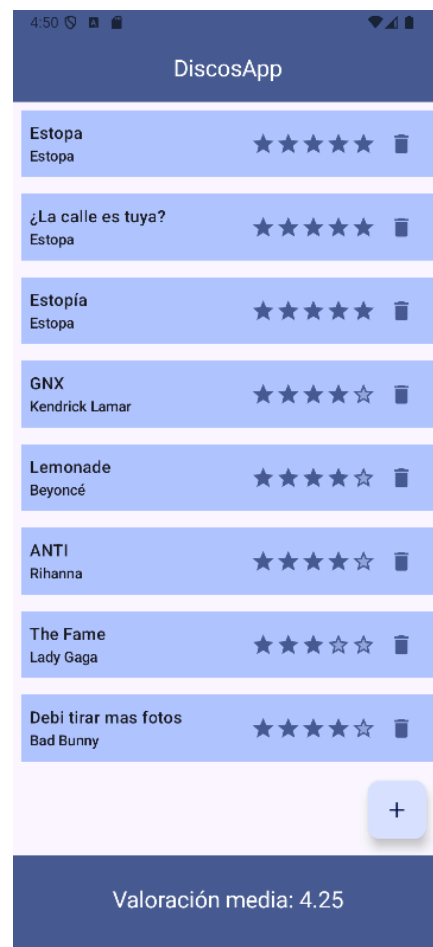 4:50
DiscosApp
Estopa
Estopa
¿La calle es tuya?
Estopa
Estopía
Estopa
GNX
Kendrick Lamar
Lemonade
Beyoncé
ANTI
Rihanna
The Fame
Lady Gaga
Debi tirar mas fotos
Bad Bunny
+
Valoración media: 4.25